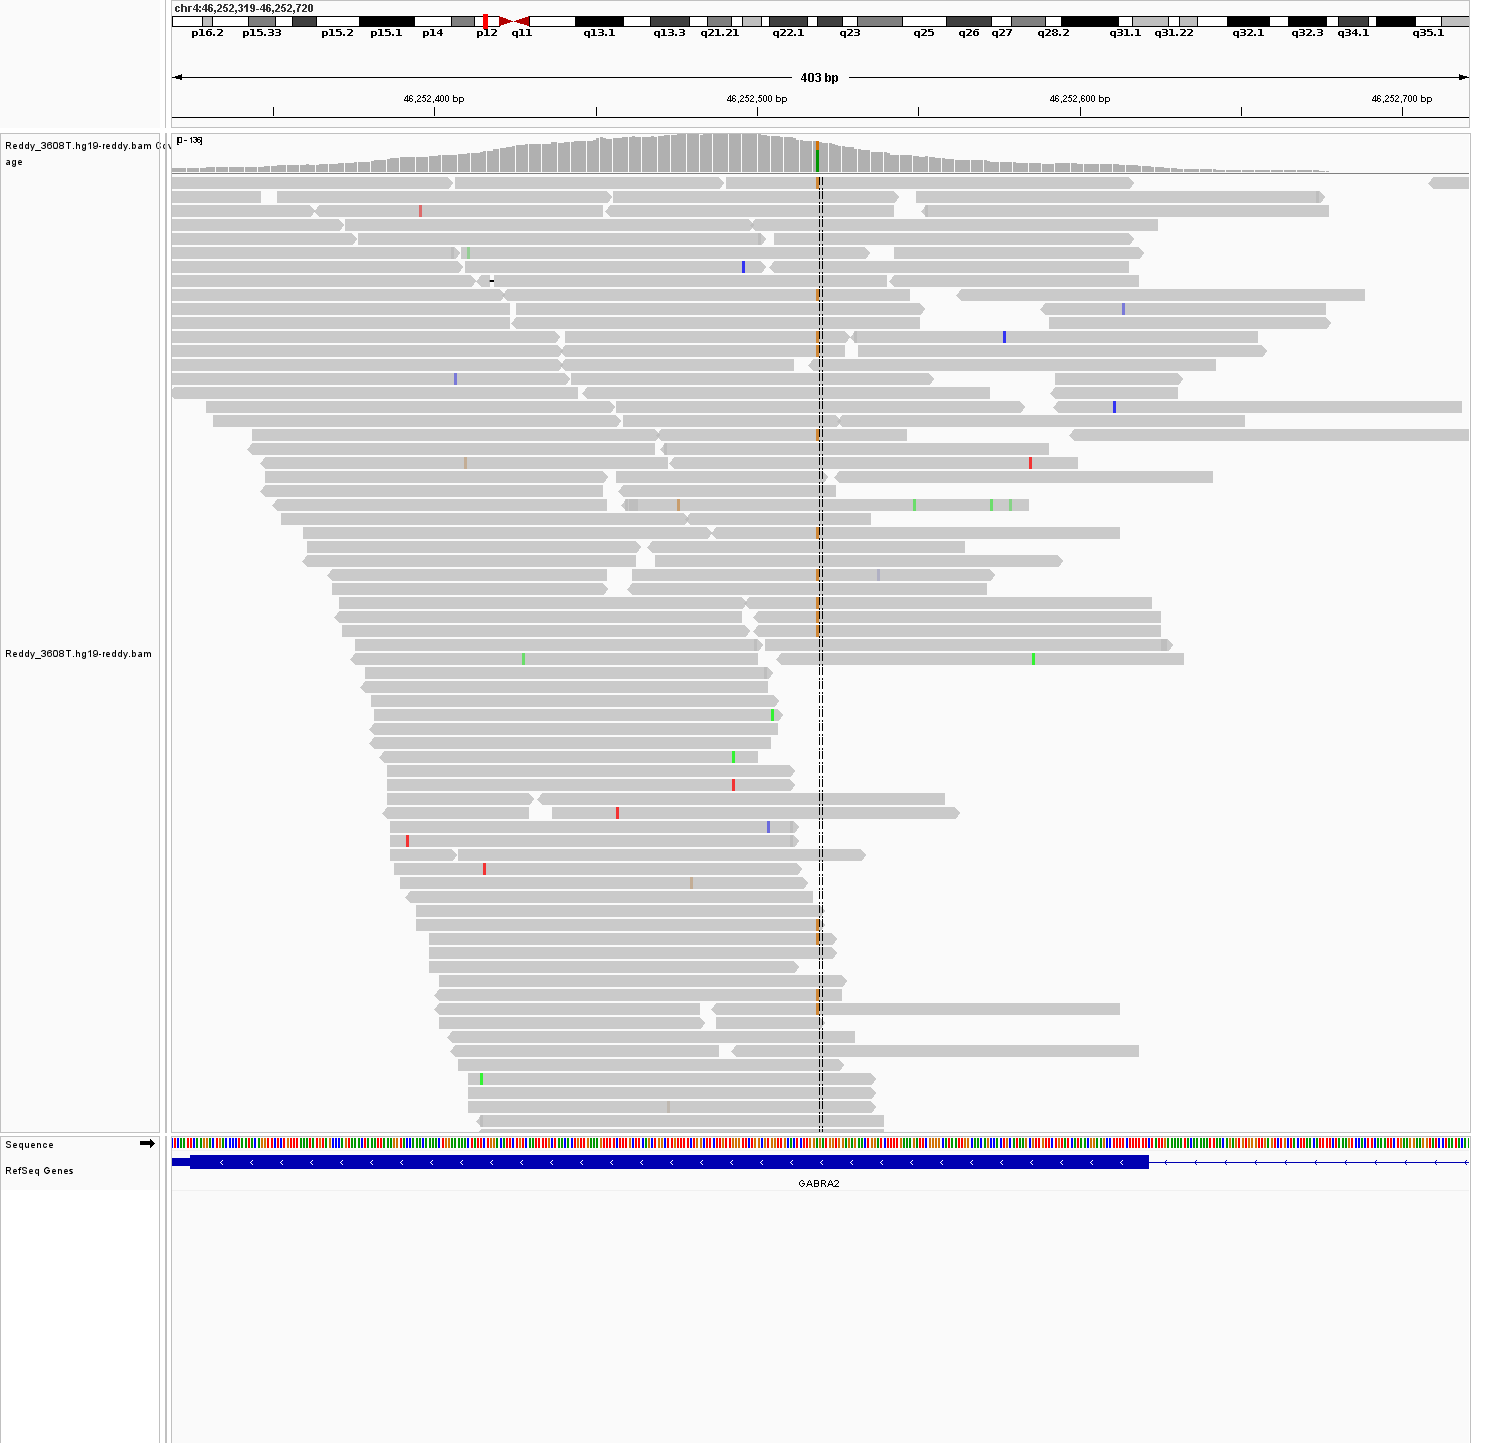 chr4:46,252,319-46,252,720
p16.2 p15.33 p15.2 p15.1 p14 p12 q11 q13.1 q13.3 q21.21 q22.1 q23 q25 q26 q27 q28.2 q31.1 q31.22 q32.1 q32.3 q34.1 q35.1
403 bp
46,252,400 bp 46,252,500 bp 46,252,600 bp 46,252,700 bp
Reddy_3608T.hg19-reddy.bam Cov
age
[0 - 136]
Reddy_3608T.hg19-reddy.bam
Sequence
RefSeq Genes
GABRA2